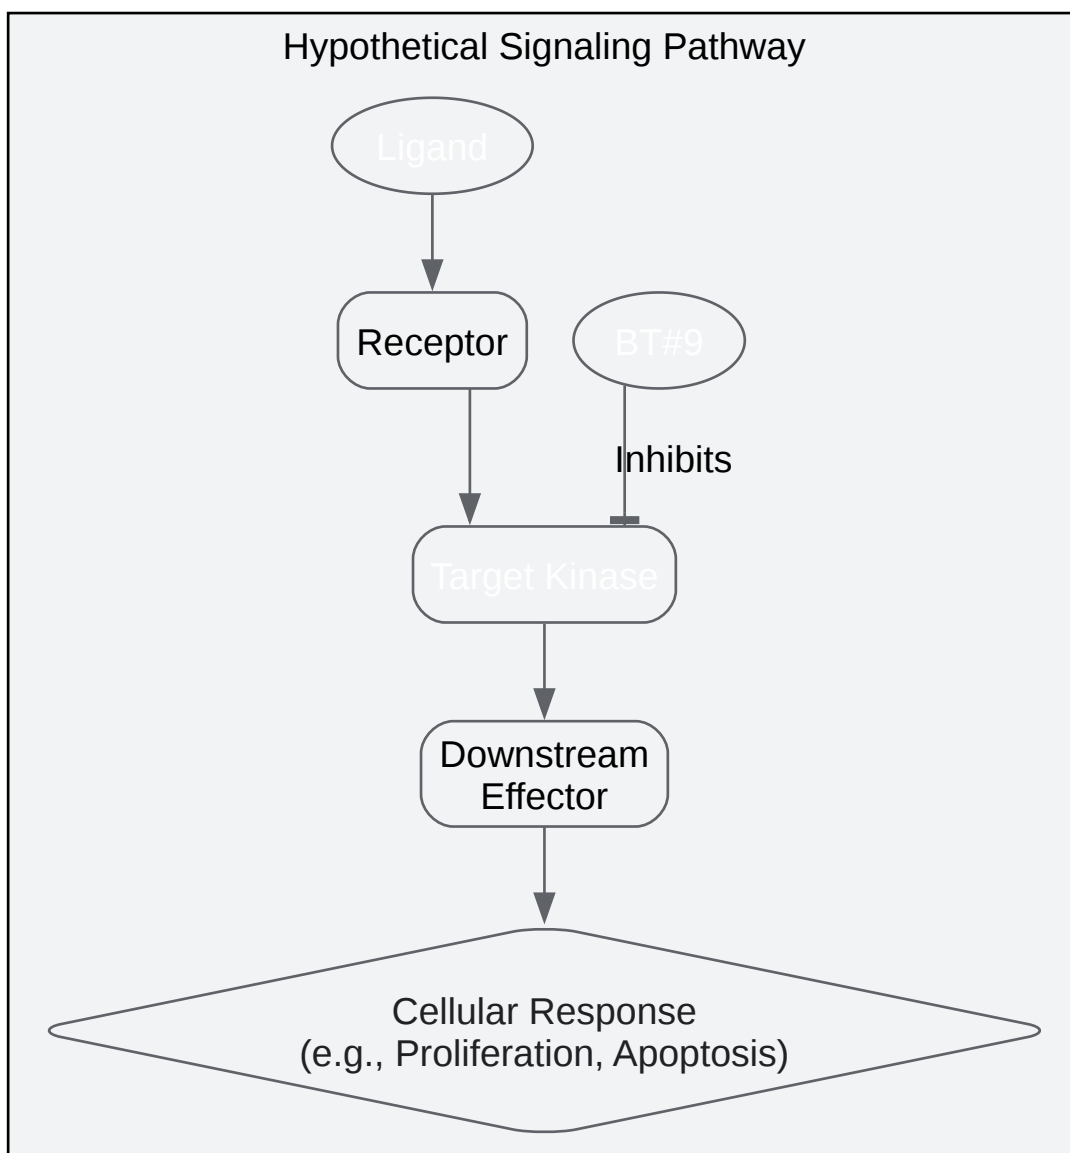 Hypothetical Signaling Pathway
Ligand
Receptor
BT#9
Inhibits
Target Kinase
Downstream
Effector
Cellular Response
(e.g., Proliferation, Apoptosis)